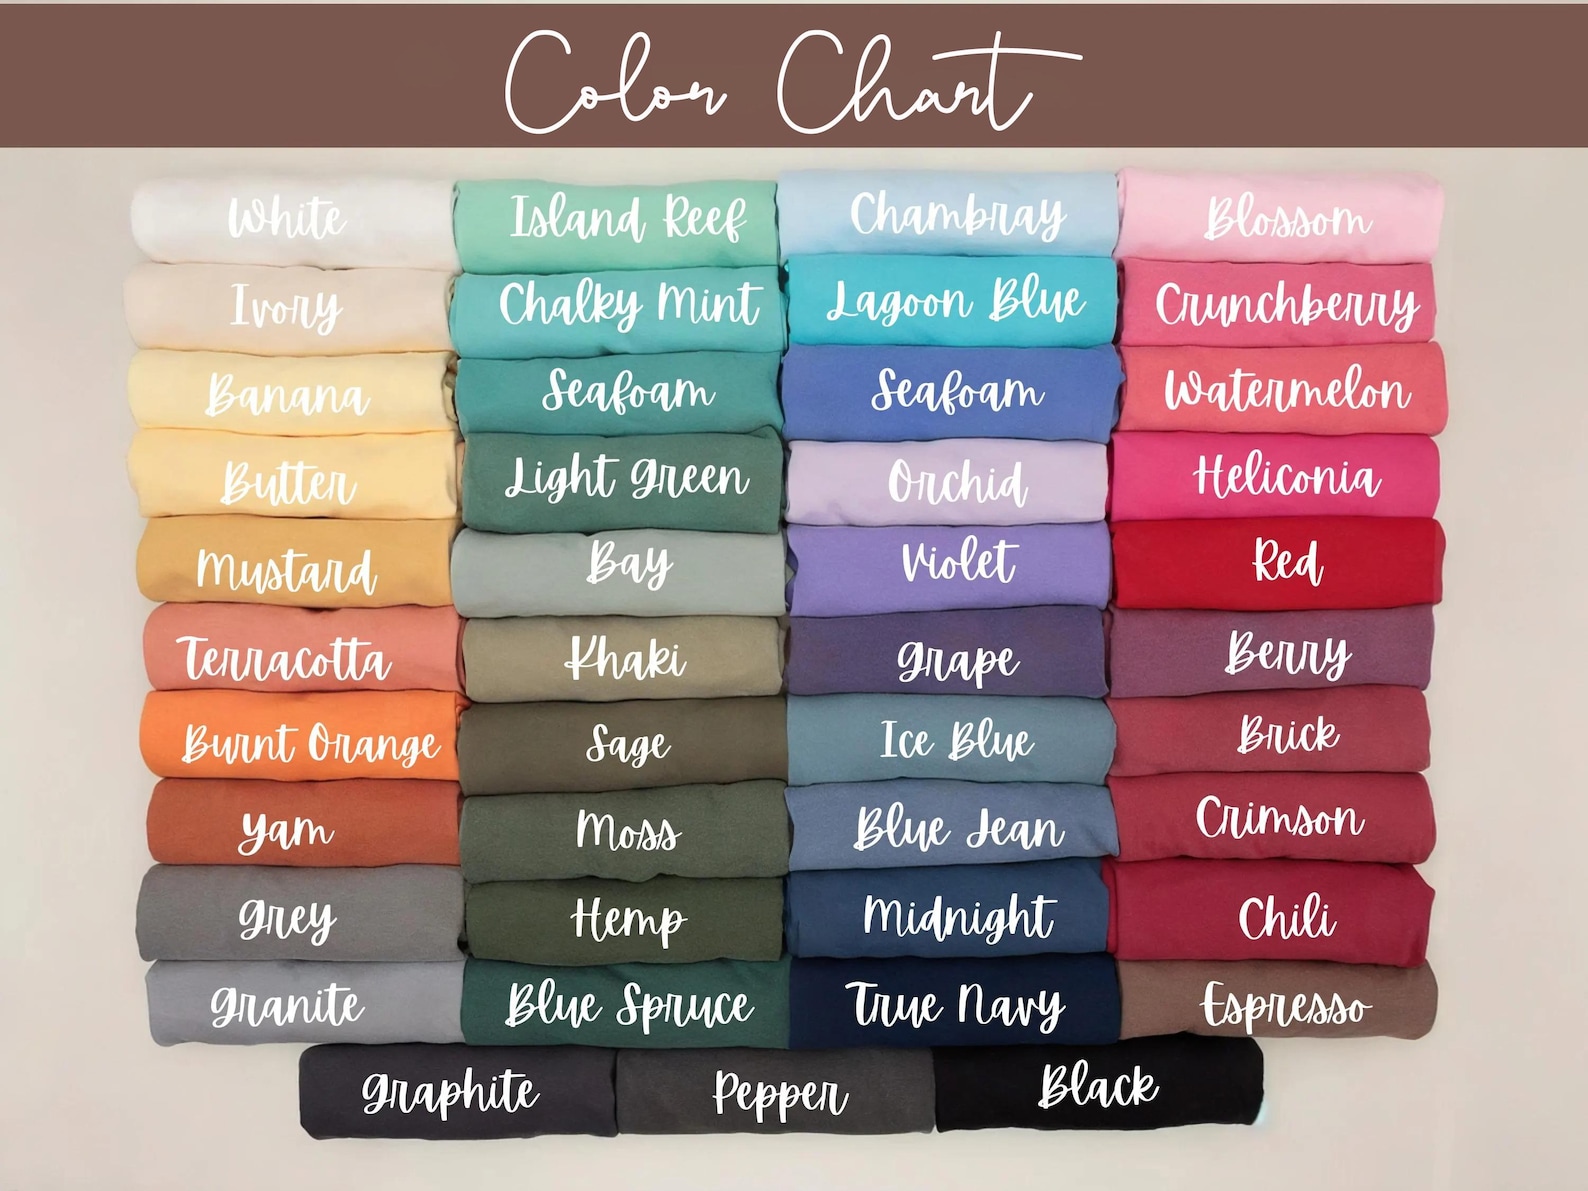 Color Chart
White
Island Reef
Chambray
Blossom
Ivory
Chalky Mint
Lagoon Blue
Crunchberry
Banana
Seafoam
Seafoam
Watermelon
Butter
Light Green
Orchid
Heliconia
Mustard
Bay
Violet
Red
Terracotta
Khaki
Grape
Berry
Burnt Orange
Sage
Ice Blue
Brick
Yam
Moss
Blue Jean
Crimson
Grey
Hemp
Midnight
Chili
Granite
Blue Spruce
True Navy
Espresso
Graphite
Pepper
Black